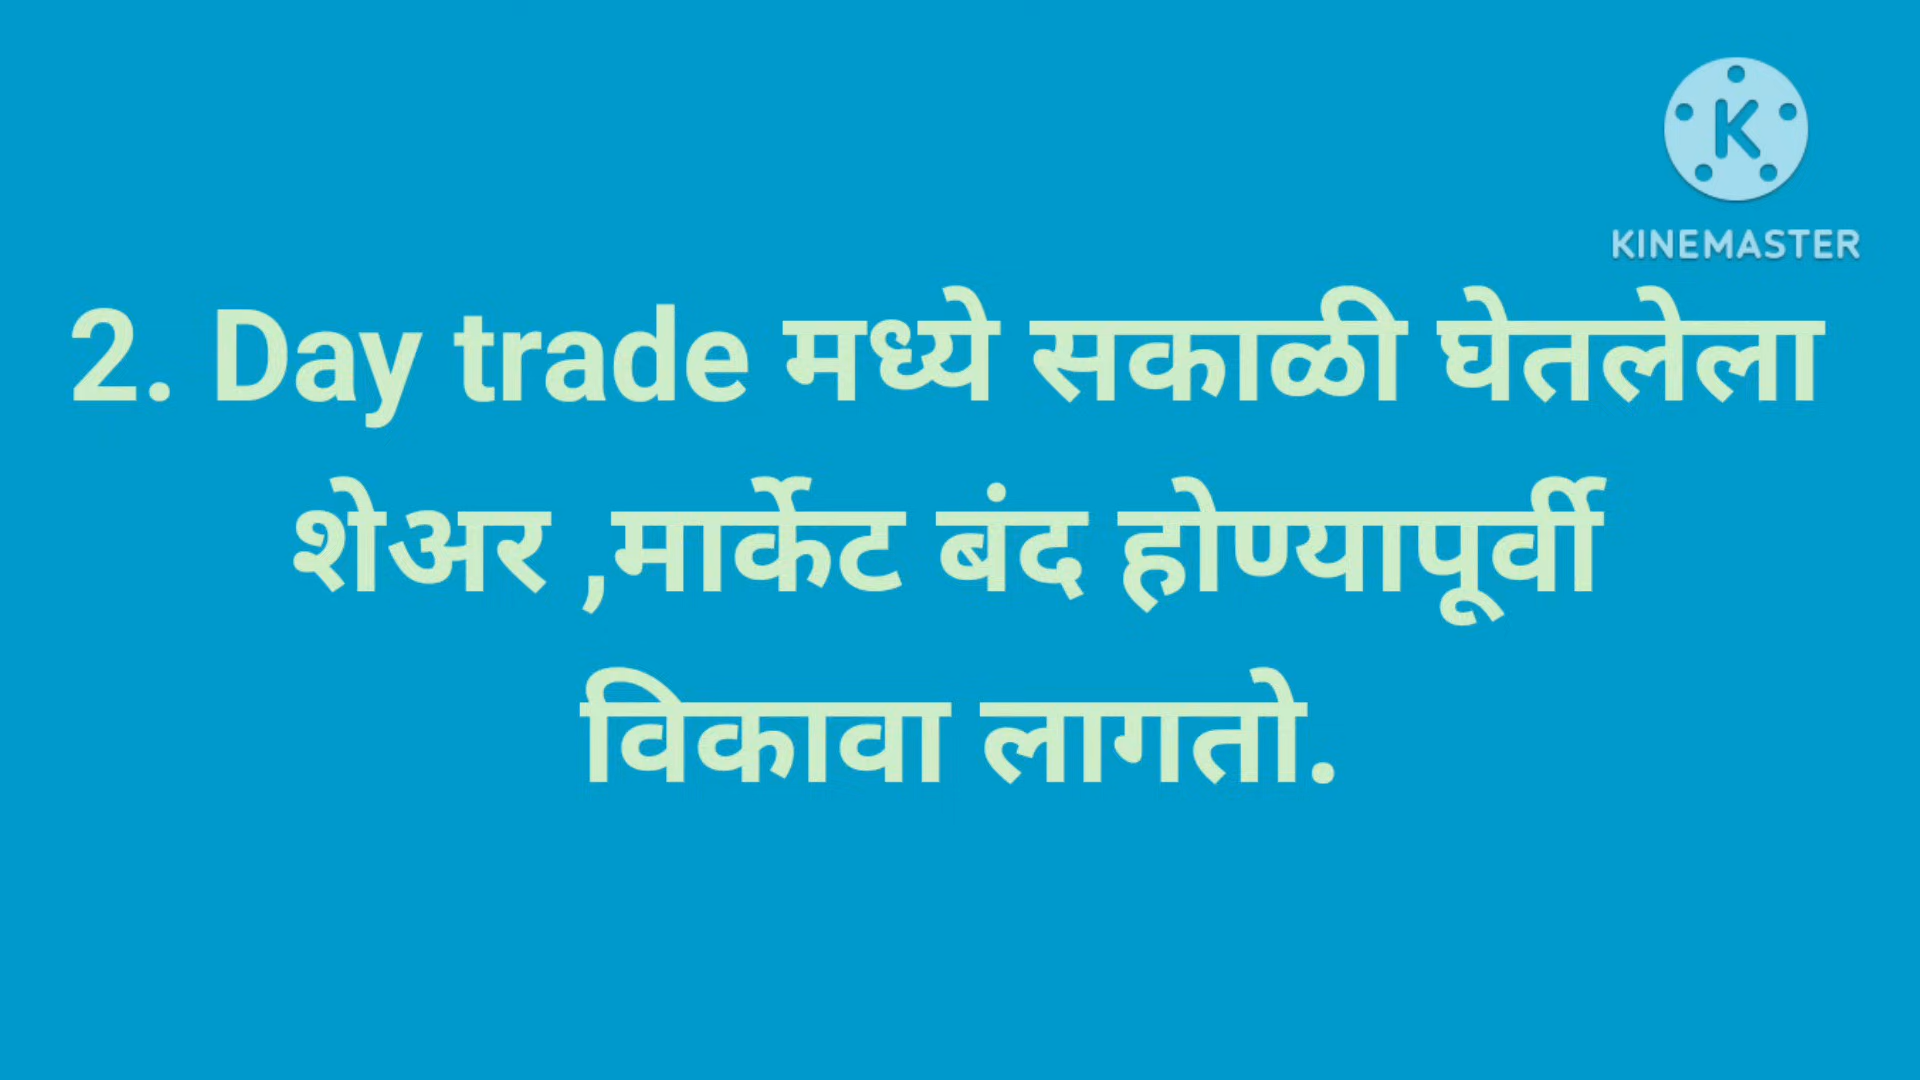 K
KINEMASTER
2. Day trade मध्ये सकाळी घेतलेला
शेअर ,मार्केट बंद होण्यापूर्वी
विकावा लागतो.